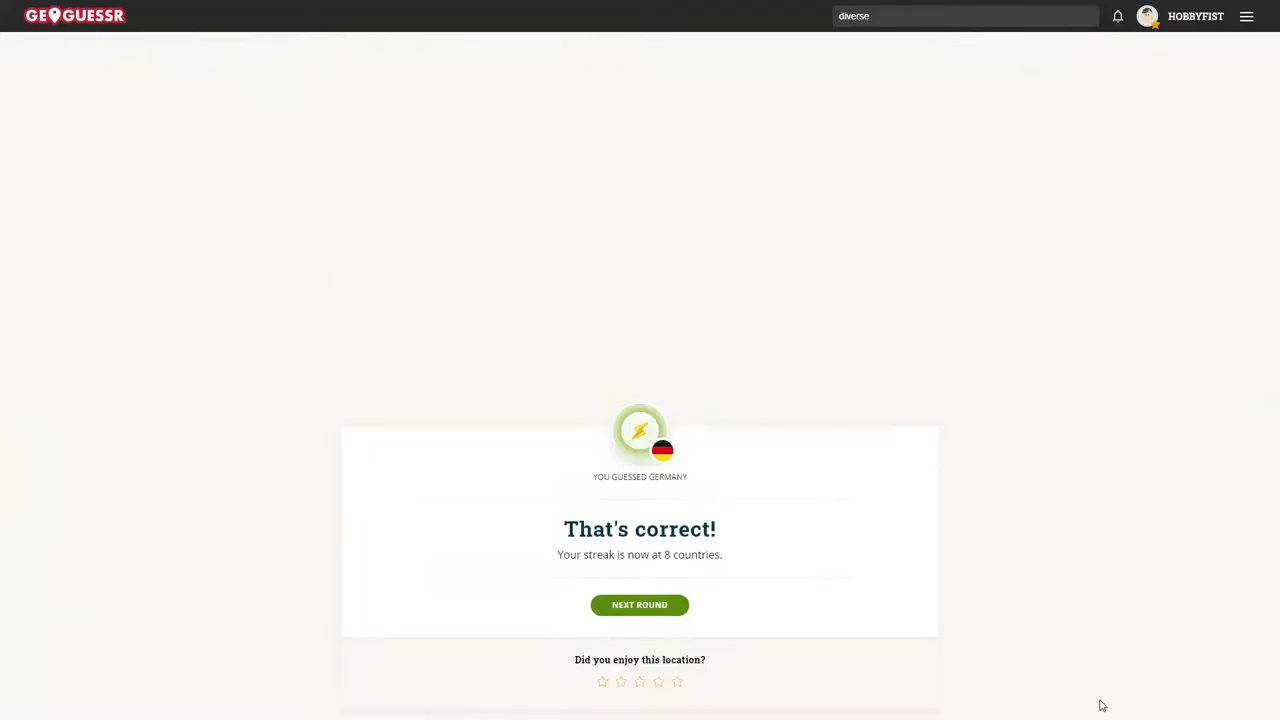 GEOGUESSR
diverse
HOBBYFIST
YOU GUESSED GERMANY
That's correct!
Your streak is now at 8 countries.
NEXT ROUND
Did you enjoy this location?